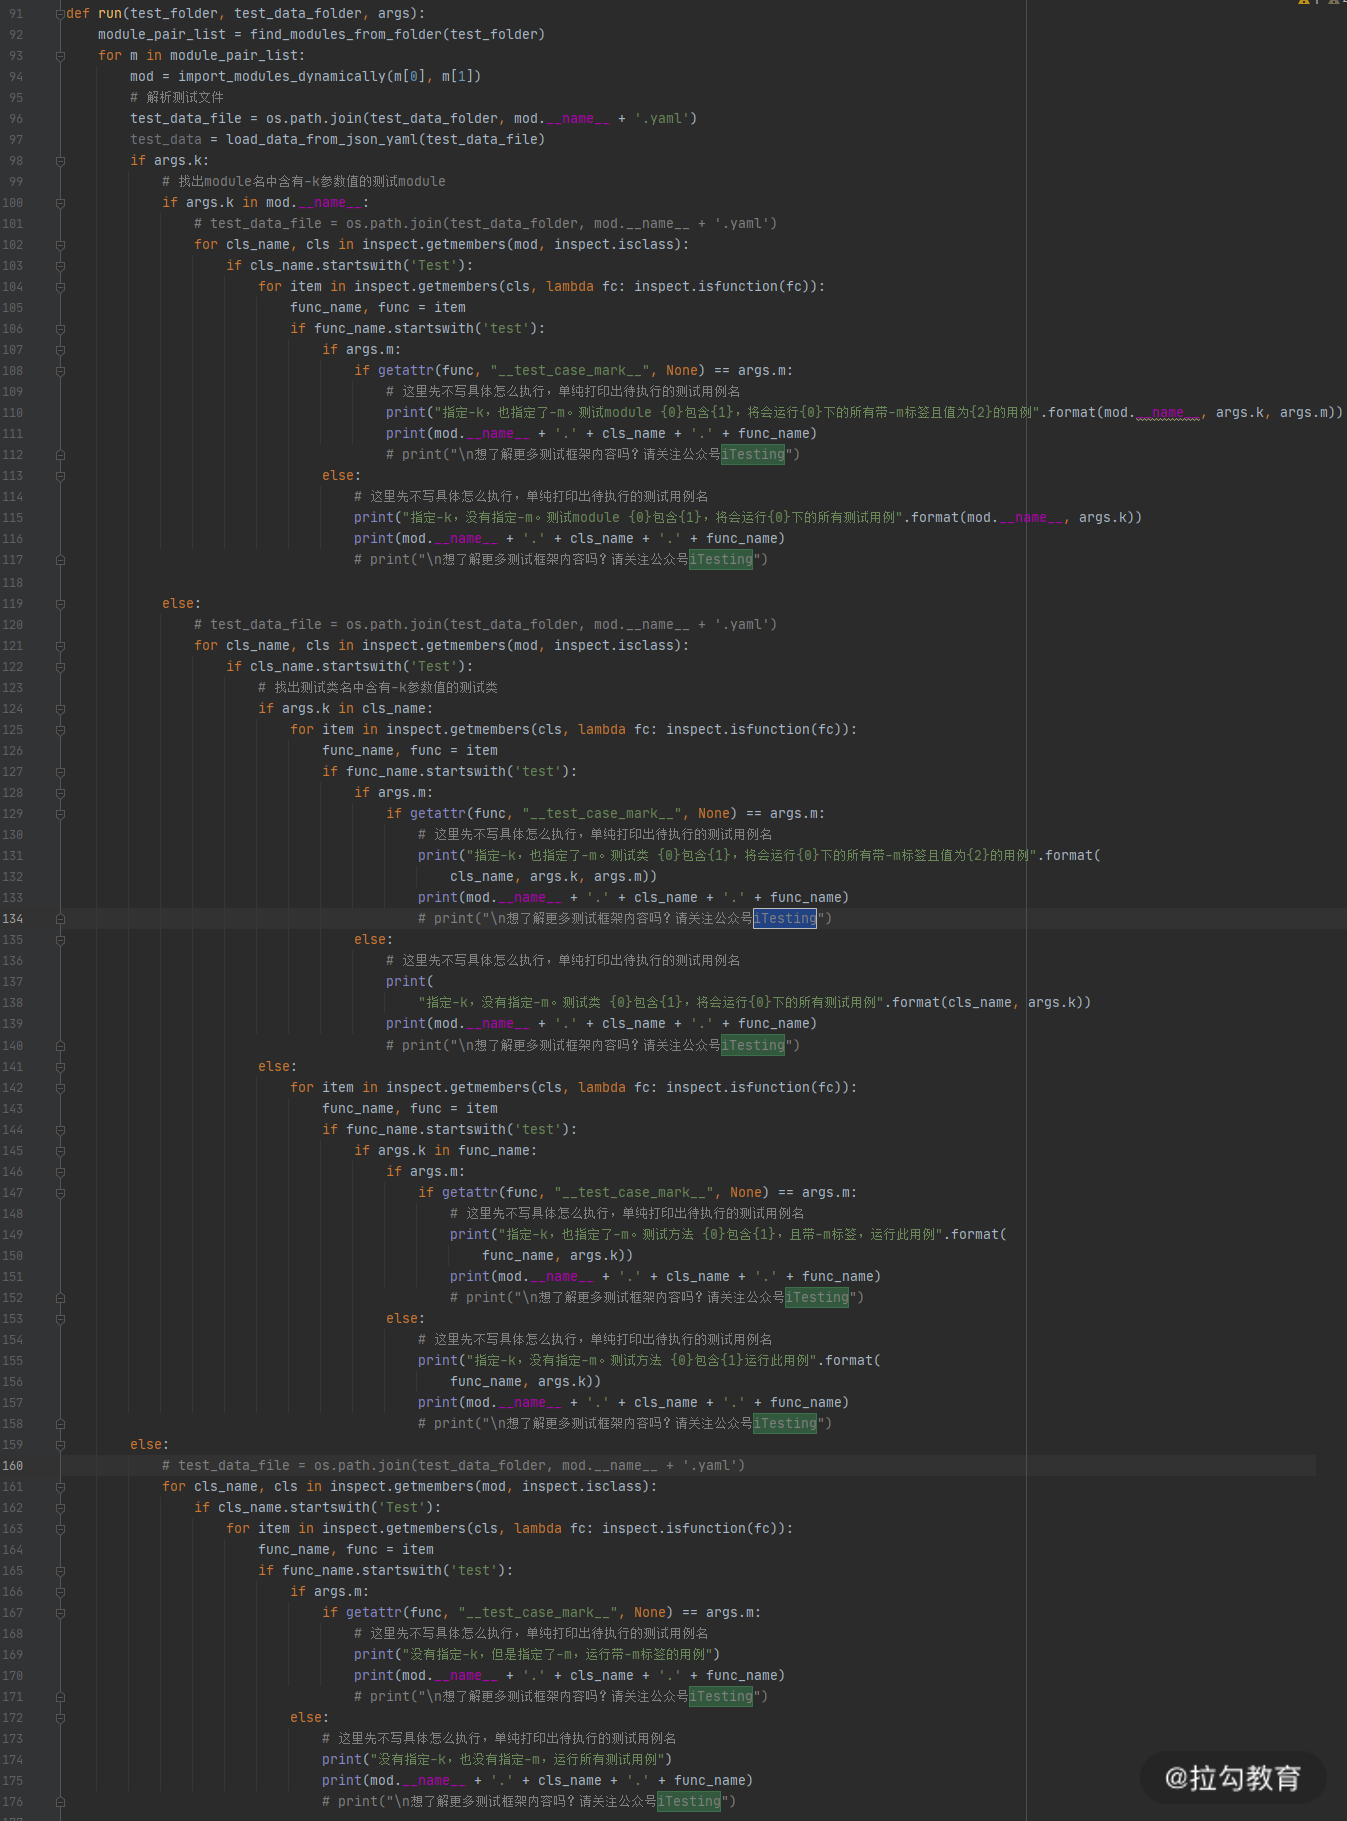 91 def run(test_folder, test_data_folder, args):
92 module_pair_list = find_modules_from_folder(test_folder)
93 for m in module_pair_list:
94 mod = import_modules_dynamically(m[0], m[1])
95 # 解析测试文件
96 test_data_file = os.path.join(test_data_folder, mod.__name__ + '.yaml')
97 test_data = load_data_from_json_yaml(test_data_file)
98 if args.k:
99 # 找出module名中含有-k参数值的测试module
100 if args.k in mod.__name__:
101 # test_data_file = os.path.join(test_data_folder, mod.__name__ + '.yaml')
102 for cls_name, cls in inspect.getmembers(mod, inspect.isclass):
103 if cls_name.startswith('Test'):
104 for item in inspect.getmembers(cls, lambda fc: inspect.isfunction(fc)):
105 func_name, func = item
106 if func_name.startswith('test'):
107 if args.m:
108 if getattr(func, "__test_case_mark__", None) == args.m:
109 # 这里先不写具体怎么执行，单纯打印出待执行的测试用例名
110 print("指定-k，也指定了-m。测试module {0}包含{1}，将会运行{0}下的所有带-m标签且值为{2}的用例".format(mod.__name__, args.k, args.m))
111 print(mod.__name__ + '.' + cls_name + '.' + func_name)
112 # print("\n想了解更多测试框架内容吗？请关注公众号iTesting")
113 else:
114 # 这里先不写具体怎么执行，单纯打印出待执行的测试用例名
115 print("指定-k，没有指定-m。测试module {0}包含{1}，将会运行{0}下的所有测试用例".format(mod.__name__, args.k))
116 print(mod.__name__ + '.' + cls_name + '.' + func_name)
117 # print("\n想了解更多测试框架内容吗？请关注公众号iTesting")
118
119 else:
120 # test_data_file = os.path.join(test_data_folder, mod.__name__ + '.yaml')
121 for cls_name, cls in inspect.getmembers(mod, inspect.isclass):
122 if cls_name.startswith('Test'):
123 # 找出测试类名中含有-k参数值的测试类
124 if args.k in cls_name:
125 for item in inspect.getmembers(cls, lambda fc: inspect.isfunction(fc)):
126 func_name, func = item
127 if func_name.startswith('test'):
128 if args.m:
129 if getattr(func, "__test_case_mark__", None) == args.m:
130 # 这里先不写具体怎么执行，单纯打印出待执行的测试用例名
131 print("指定-k，也指定了-m。测试类 {0}包含{1}，将会运行{0}下的所有带-m标签且值为{2}的用例".format(
132 cls_name, args.k, args.m))
133 print(mod.__name__ + '.' + cls_name + '.' + func_name)
134 # print("\n想了解更多测试框架内容吗？请关注公众号iTesting")
135 else:
136 # 这里先不写具体怎么执行，单纯打印出待执行的测试用例名
137 print(
138 "指定-k，没有指定-m。测试类 {0}包含{1}，将会运行{0}下的所有测试用例".format(cls_name, args.k))
139 print(mod.__name__ + '.' + cls_name + '.' + func_name)
140 # print("\n想了解更多测试框架内容吗？请关注公众号iTesting")
141 else:
142 for item in inspect.getmembers(cls, lambda fc: inspect.isfunction(fc)):
143 func_name, func = item
144 if func_name.startswith('test'):
145 if args.k in func_name:
146 if args.m:
147 if getattr(func, "__test_case_mark__", None) == args.m:
148 # 这里先不写具体怎么执行，单纯打印出待执行的测试用例名
149 print("指定-k，也指定了-m。测试方法 {0}包含{1}，且带-m标签，运行此用例".format(
150 func_name, args.k))
151 print(mod.__name__ + '.' + cls_name + '.' + func_name)
152 # print("\n想了解更多测试框架内容吗？请关注公众号iTesting")
153 else:
154 # 这里先不写具体怎么执行，单纯打印出待执行的测试用例名
155 print("指定-k，没有指定-m。测试方法 {0}包含{1}运行此用例".format(
156 func_name, args.k))
157 print(mod.__name__ + '.' + cls_name + '.' + func_name)
158 # print("\n想了解更多测试框架内容吗？请关注公众号iTesting")
159 else:
160 # test_data_file = os.path.join(test_data_folder, mod.__name__ + '.yaml')
161 for cls_name, cls in inspect.getmembers(mod, inspect.isclass):
162 if cls_name.startswith('Test'):
163 for item in inspect.getmembers(cls, lambda fc: inspect.isfunction(fc)):
164 func_name, func = item
165 if func_name.startswith('test'):
166 if args.m:
167 if getattr(func, "__test_case_mark__", None) == args.m:
168 # 这里先不写具体怎么执行，单纯打印出待执行的测试用例名
169 print("没有指定-k，但是指定了-m，运行带-m标签的用例")
170 print(mod.__name__ + '.' + cls_name + '.' + func_name)
171 # print("\n想了解更多测试框架内容吗？请关注公众号iTesting")
172 else:
173 # 这里先不写具体怎么执行，单纯打印出待执行的测试用例名
174 print("没有指定-k，也没有指定-m，运行所有测试用例")
175 print(mod.__name__ + '.' + cls_name + '.' + func_name)
176 # print("\n想了解更多测试框架内容吗？请关注公众号iTesting")
@拉勾教育